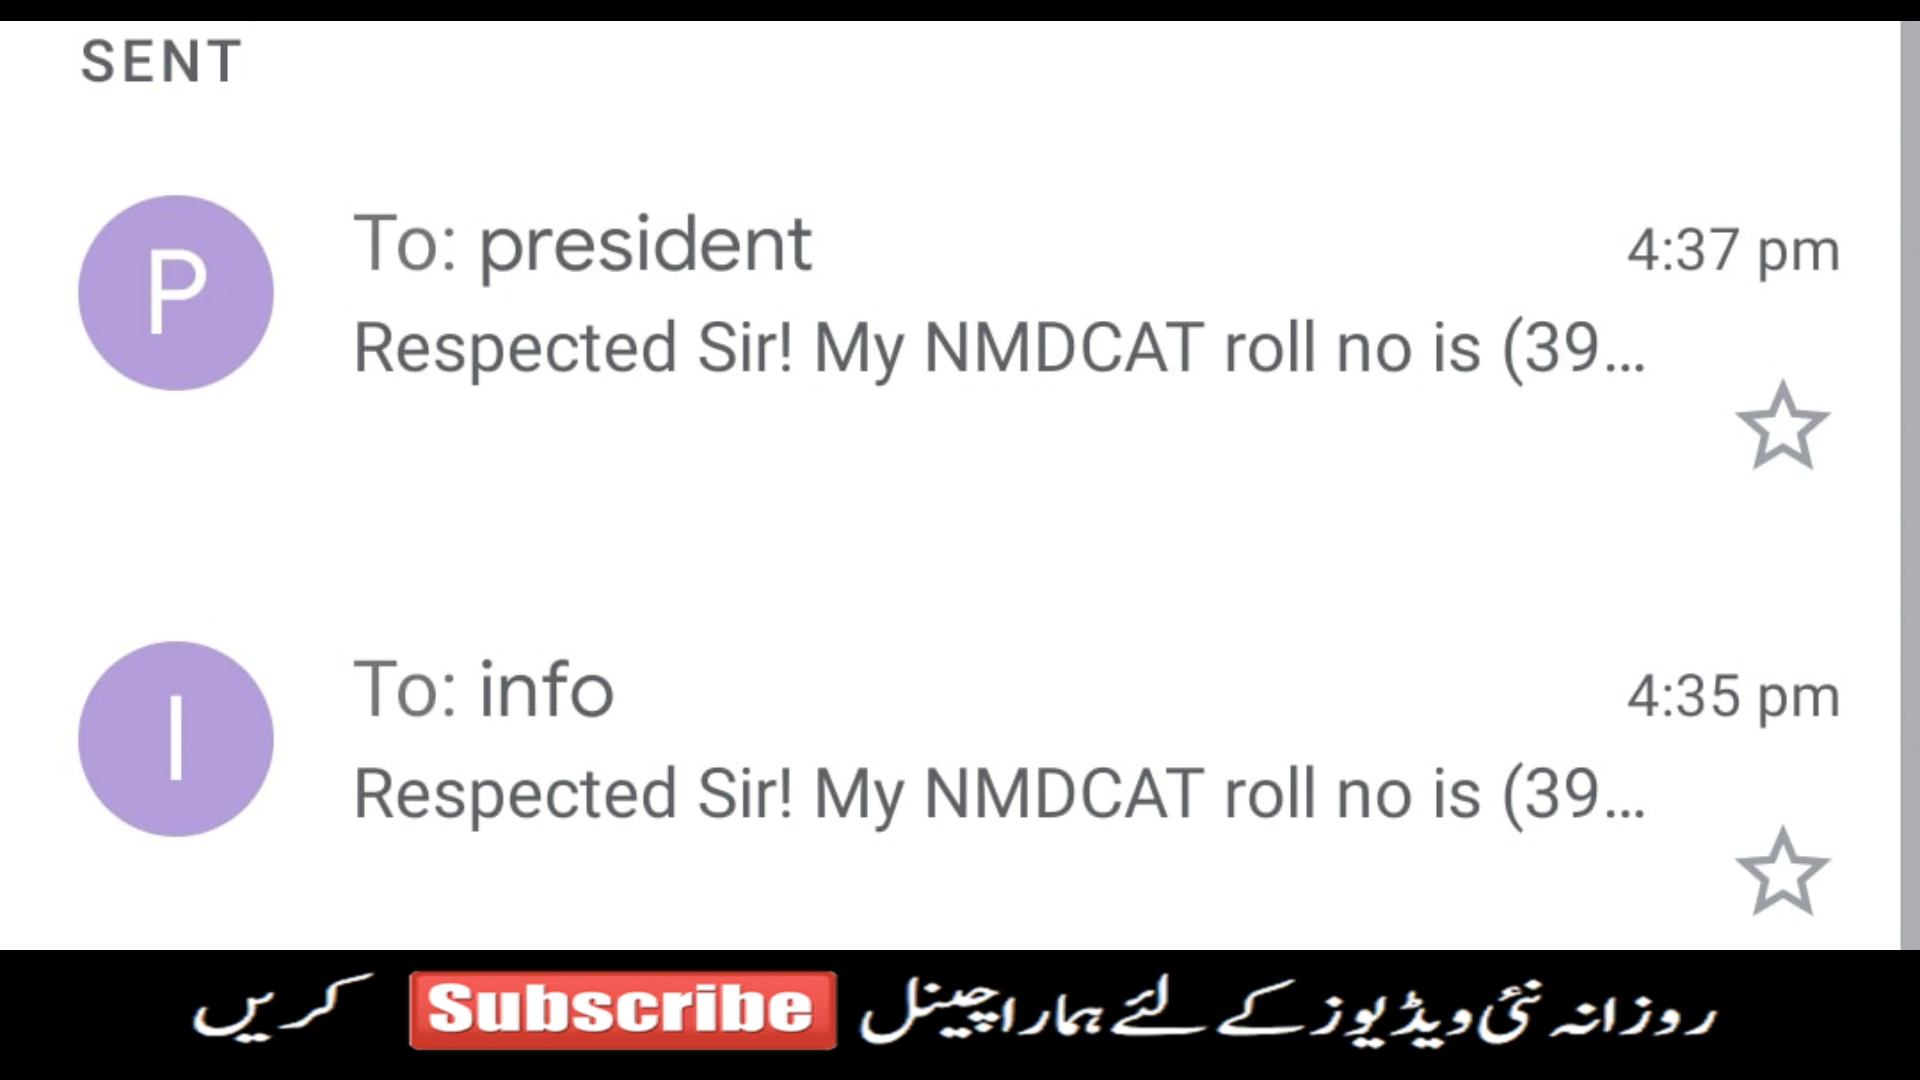 SENT
P
To: president
4:37 pm
Respected Sir! My NMDCAT roll no is (39...
I
To: info
4:35 pm
Respected Sir! My NMDCAT roll no is (39...
روزانہ نئی ویڈیوز کے لئے ہمارا چینل Subscribe کریں